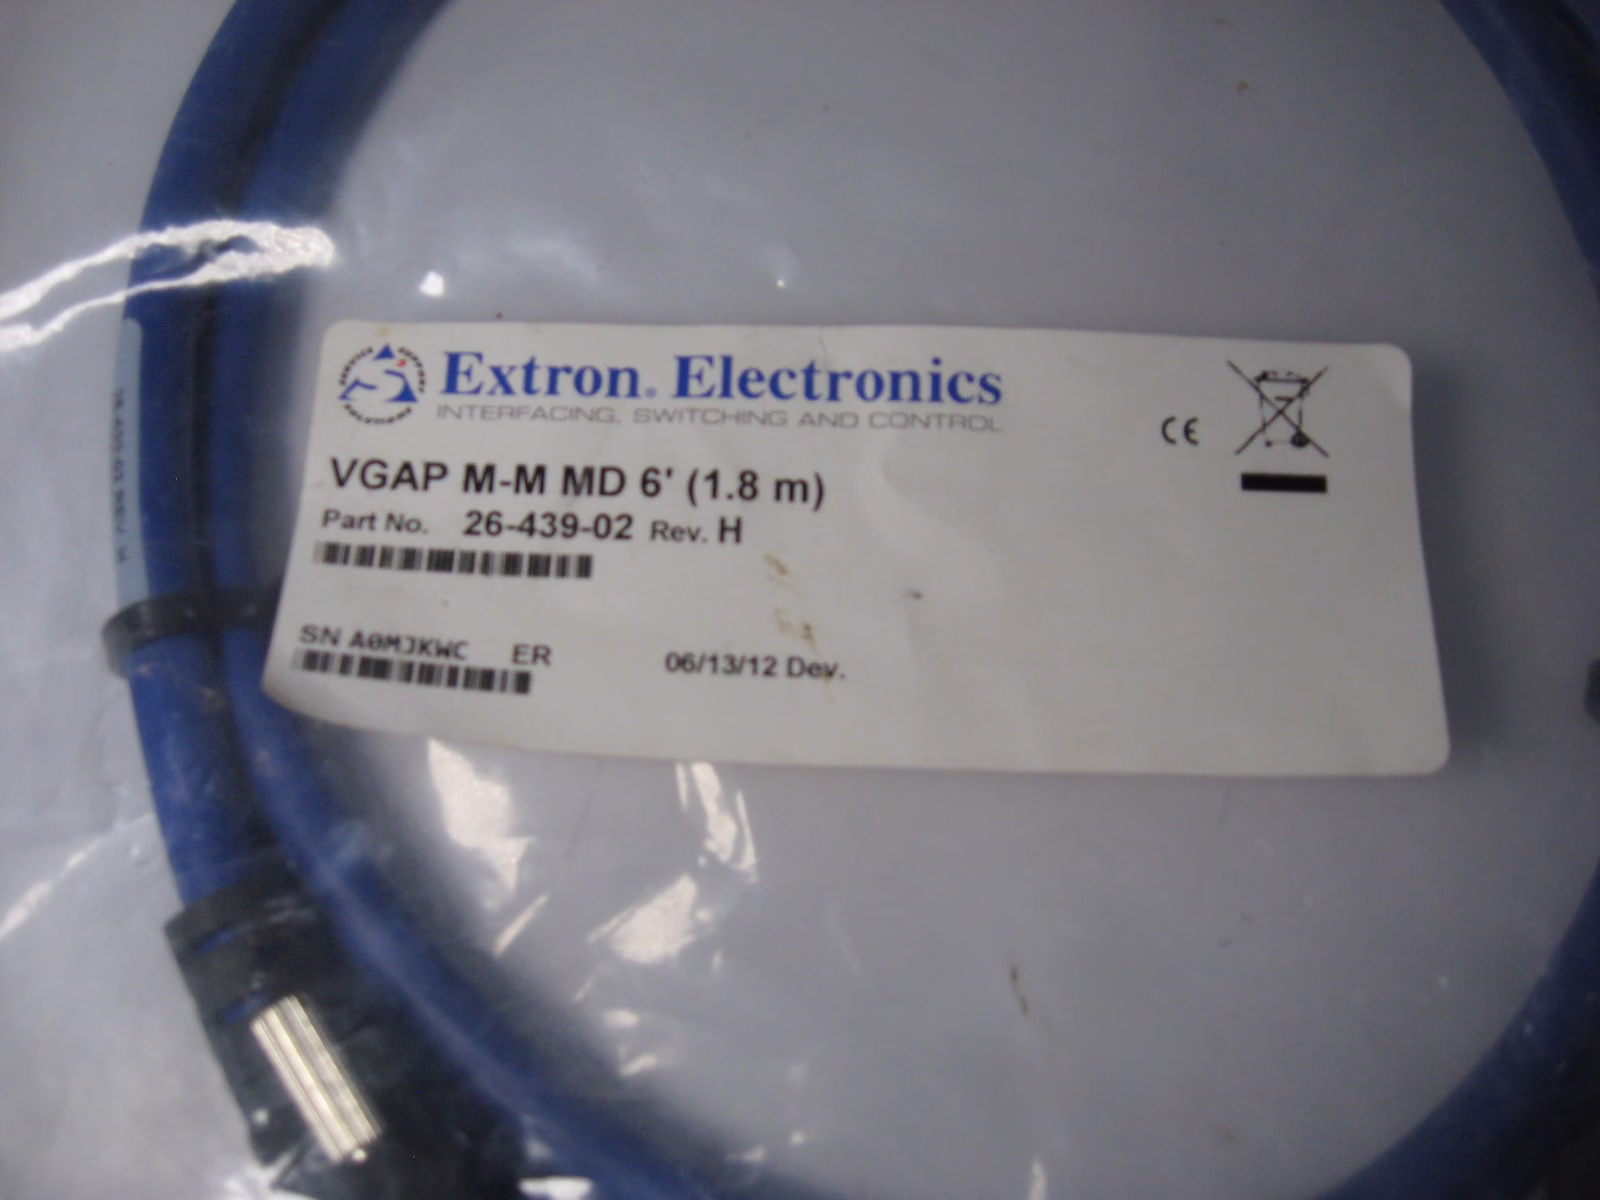 Extron® Electronics
INTERFACING, SWITCHING AND CONTROL
CE
VGAP M-M MD 6' (1.8 m)
Part No. 26-439-02 Rev. H
SN A0MJKWC ER
06/13/12 Dev.